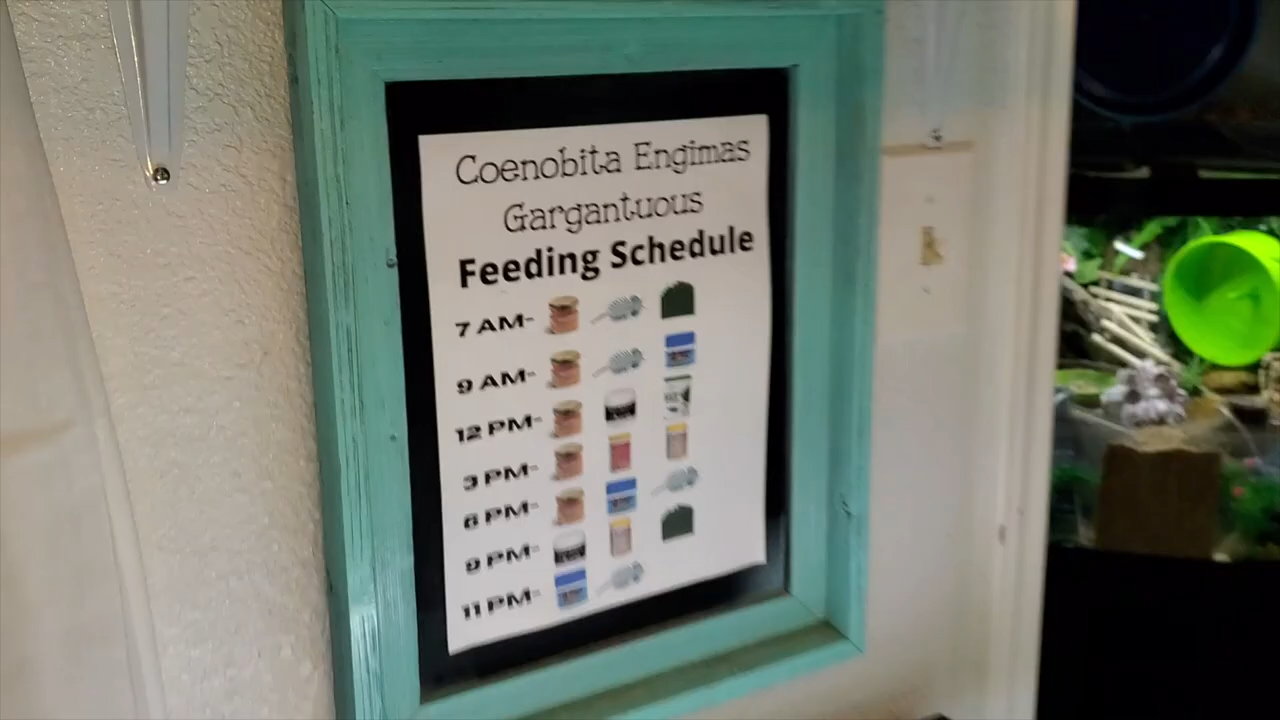 Coenobita Engimas
Gargantuous
Feeding Schedule
7 AM-
9 AM-
12 PM-
3 PM-
6 PM-
9 PM-
11 PM-